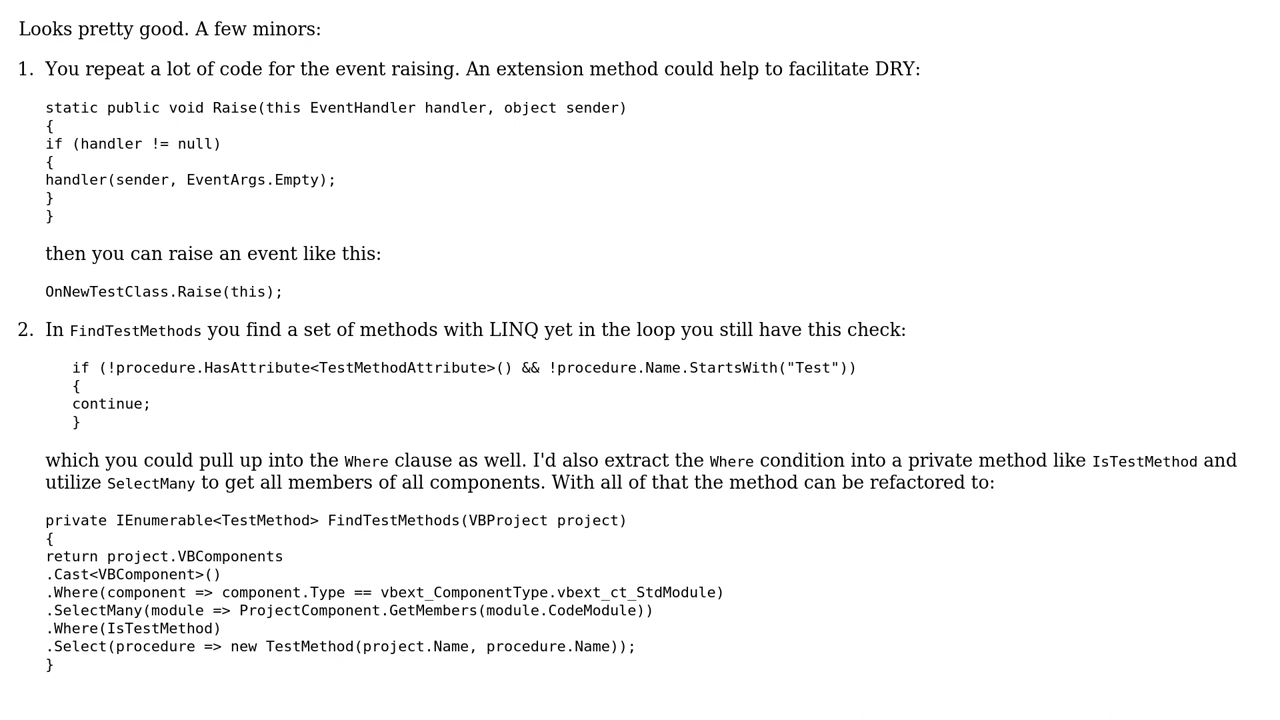 Looks pretty good. A few minors:
1. You repeat a lot of code for the event raising. An extension method could help to facilitate DRY:
static public void Raise(this EventHandler handler, object sender)
{
if (handler != null)
{
handler(sender, EventArgs.Empty);
}
}
then you can raise an event like this:
OnNewTestClass.Raise(this);
2. In FindTestMethods you find a set of methods with LINQ yet in the loop you still have this check:
if (!procedure.HasAttribute<TestMethodAttribute>() && !procedure.Name.StartsWith("Test"))
{
continue;
}
which you could pull up into the Where clause as well. I'd also extract the Where condition into a private method like IsTestMethod and
utilize SelectMany to get all members of all components. With all of that the method can be refactored to:
private IEnumerable<TestMethod> FindTestMethods(VBProject project)
{
return project.VBComponents
.Cast<VBComponent>()
.Where(component => component.Type == vbext_ComponentType.vbext_ct_StdModule)
.SelectMany(module => ProjectComponent.GetMembers(module.CodeModule))
.Where(IsTestMethod)
.Select(procedure => new TestMethod(project.Name, procedure.Name));
}